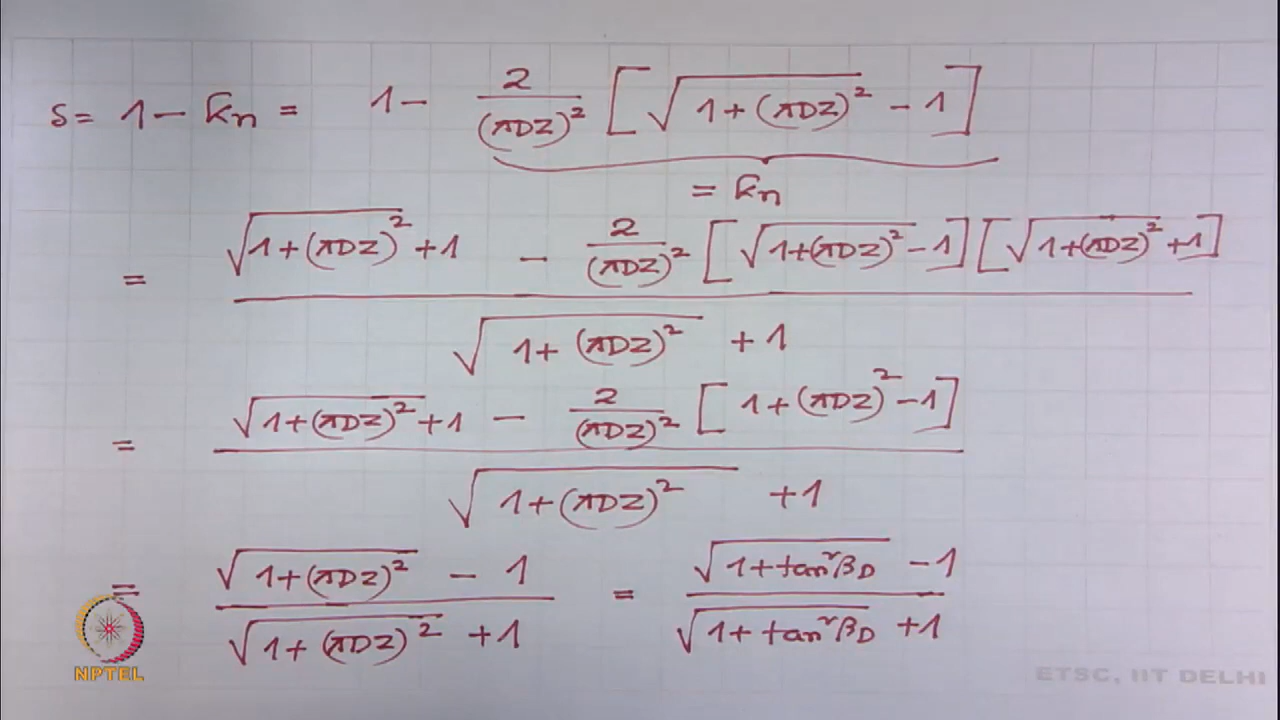 S = 1 - kn = 1 - 2/(πDZ)² [√(1+(πDZ)²) - 1]
= kn
= (√(1+(πDZ)²) + 1 - 2/(πDZ)² [√(1+(πDZ)²) - 1] [√(1+(πDZ)²) + 1]) / (√(1+(πDZ)²) + 1)
= (√(1+(πDZ)²) + 1 - 2/(πDZ)² [1+(πDZ)² - 1]) / (√(1+(πDZ)²) + 1)
= (√(1+(πDZ)²) - 1) / (√(1+(πDZ)²) + 1) = (√(1+tan²β_D) - 1) / (√(1+tan²β_D) + 1)
NPTEL
ETSC, IIT DELHI